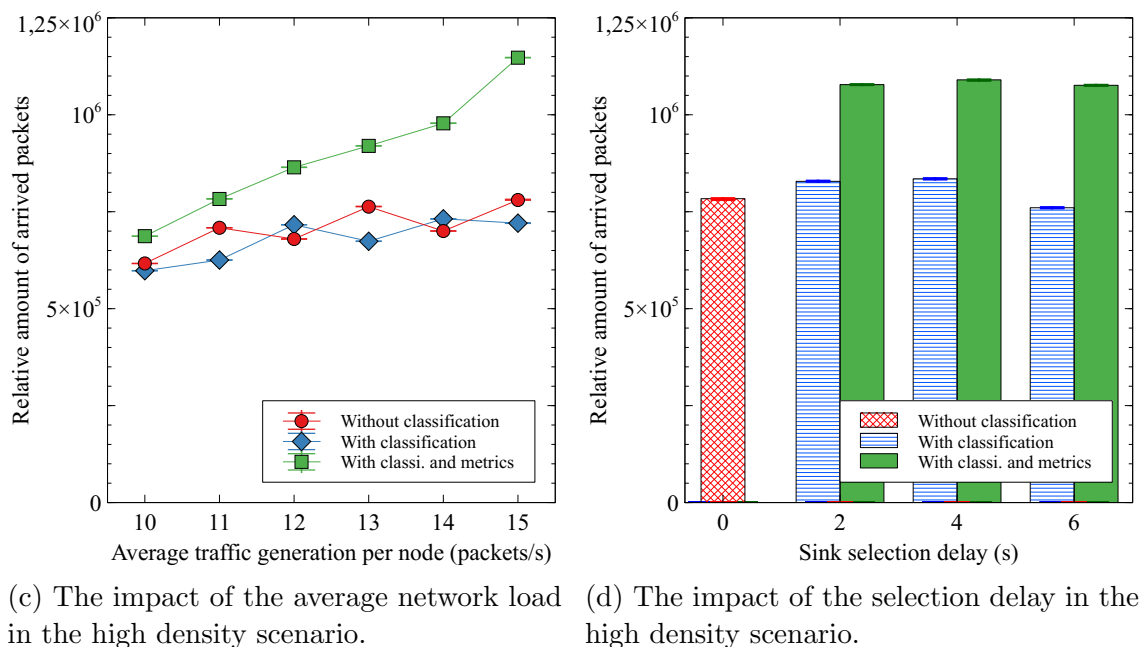 1,25×10^6
10^6
5×10^5
0
Relative amount of arrived packets
Without classification
With classification
With classi. and metrics
10 11 12 13 14 15
Average traffic generation per node (packets/s)
(c) The impact of the average network load
in the high density scenario.
1,25×10^6
10^6
5×10^5
0
Relative amount of arrived packets
Without classification
With classification
With classi. and metrics
0 2 4 6
Sink selection delay (s)
(d) The impact of the selection delay in the
high density scenario.